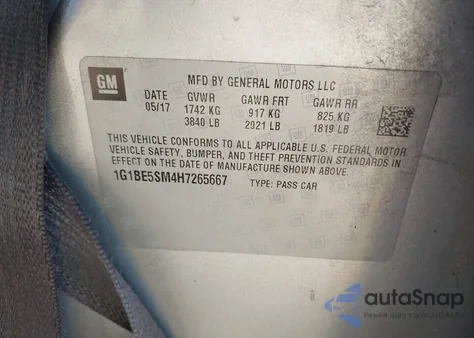 GM
MFD BY GENERAL MOTORS LLC
DATE GVWR GAWR FRT GAWR RR
05/17 1742 KG 917 KG 825 KG
3840 LB 2021 LB 1819 LB
THIS VEHICLE CONFORMS TO ALL APPLICABLE U.S. FEDERAL MOTOR
VEHICLE SAFETY, BUMPER, AND THEFT PREVENTION STANDARDS IN
EFFECT ON THE DATE OF MANUFACTURE SHOWN ABOVE.
1G1BE5SM4H7265667 TYPE: PASS CAR
autoSnap